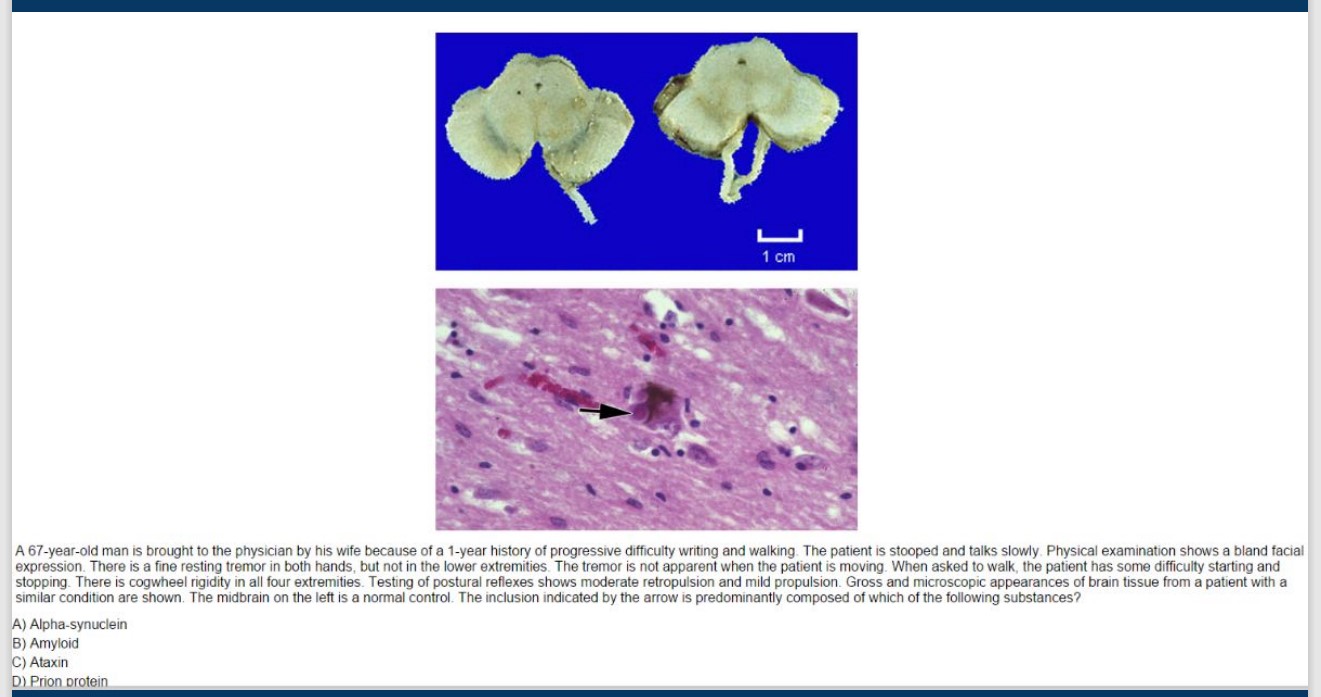 1 cm
A 67-year-old man is brought to the physician by his wife because of a 1-year history of progressive difficulty writing and walking. The patient is stooped and talks slowly. Physical examination shows a bland facial
expression. There is a fine resting tremor in both hands, but not in the lower extremities. The tremor is not apparent when the patient is moving. When asked to walk, the patient has some difficulty starting and
stopping. There is cogwheel rigidity in all four extremities. Testing of postural reflexes shows moderate retropulsion and mild propulsion. Gross and microscopic appearances of brain tissue from a patient with a
similar condition are shown. The midbrain on the left is a normal control. The inclusion indicated by the arrow is predominantly composed of which of the following substances?
A) Alpha-synuclein
B) Amyloid
C) Ataxin
D) Prion protein